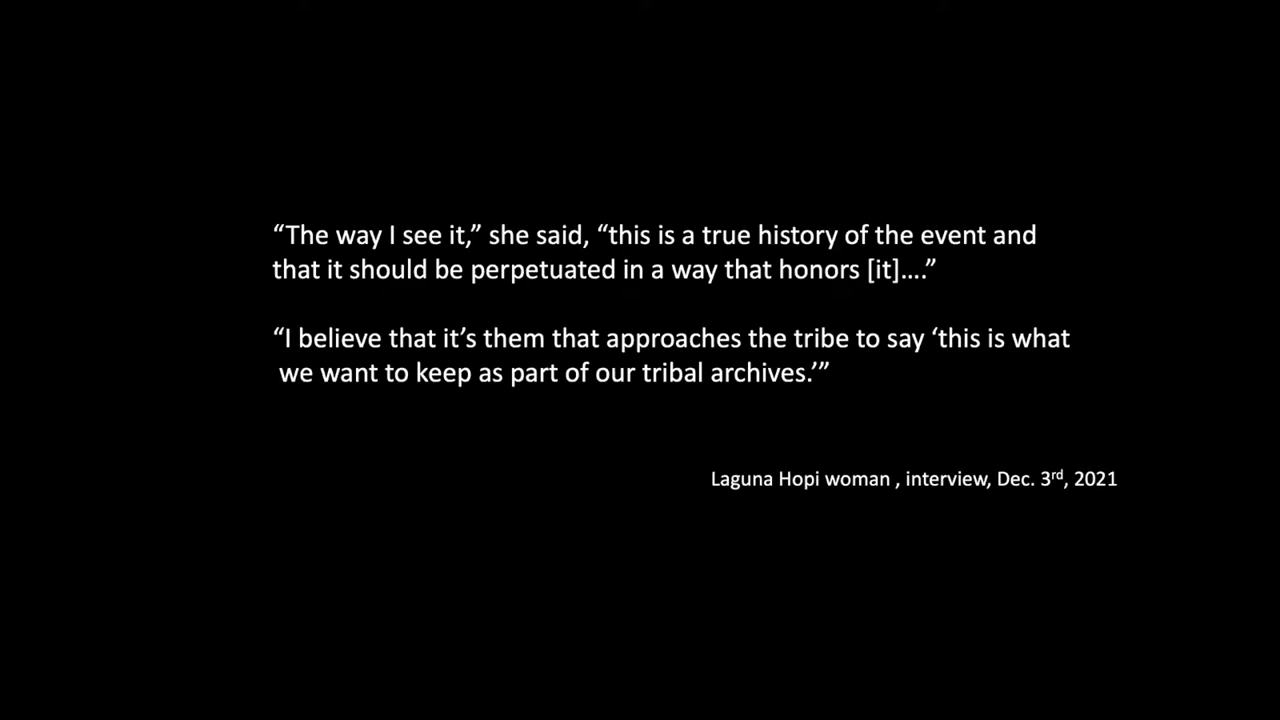 “The way I see it,” she said, “this is a true history of the event and
that it should be perpetuated in a way that honors [it]….”
“I believe that it’s them that approaches the tribe to say ‘this is what
we want to keep as part of our tribal archives.’”
Laguna Hopi woman , interview, Dec. 3rd, 2021